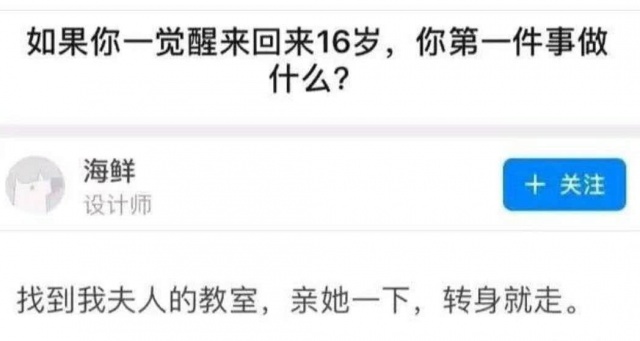 如果你一觉醒来回来16岁，你第一件事做
什么？
海鲜
设计师
＋ 关注
找到我夫人的教室，亲她一下，转身就走。